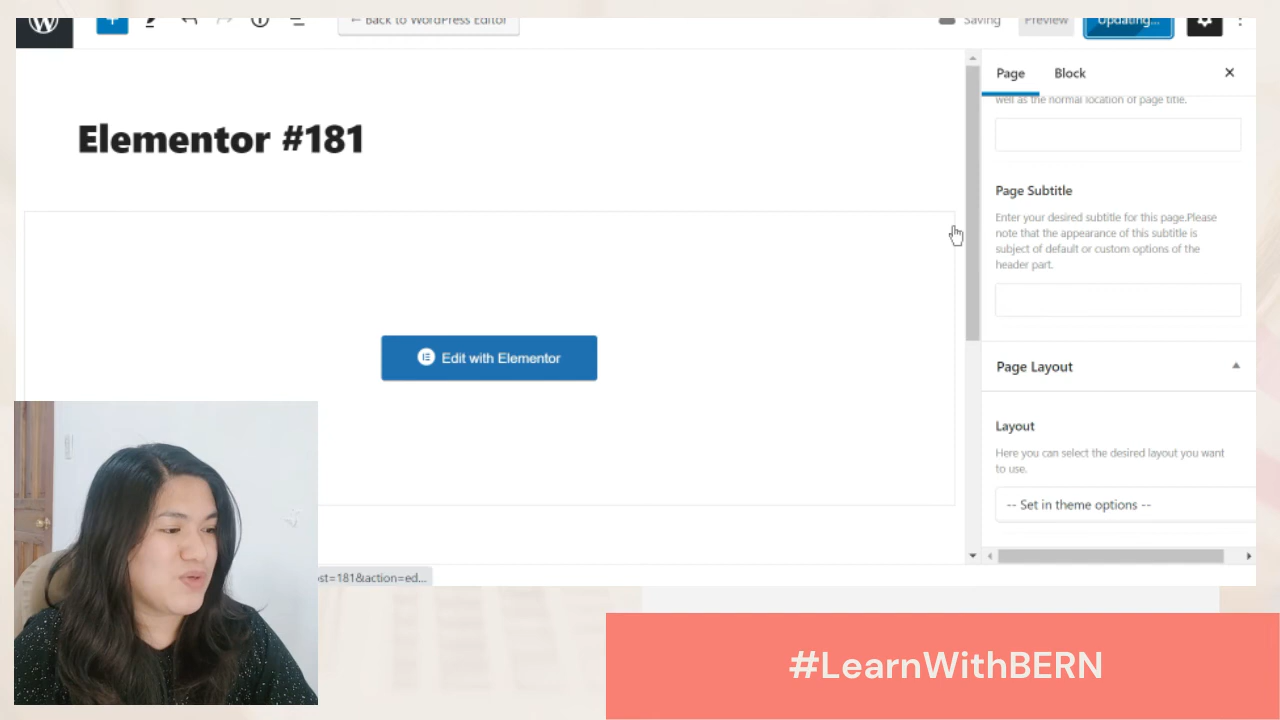 ← Back to WordPress Editor
Saving
Preview
Updating...
Page
Block
well as the normal location of page title.
Elementor #181
Page Subtitle
Enter your desired subtitle for this page.Please
note that the appearance of this subtitle is
subject of default or custom options of the
header part.
Edit with Elementor
Page Layout
Layout
Here you can select the desired layout you want
to use.
-- Set in theme options --
st=181&action=ed...
#LearnWithBERN